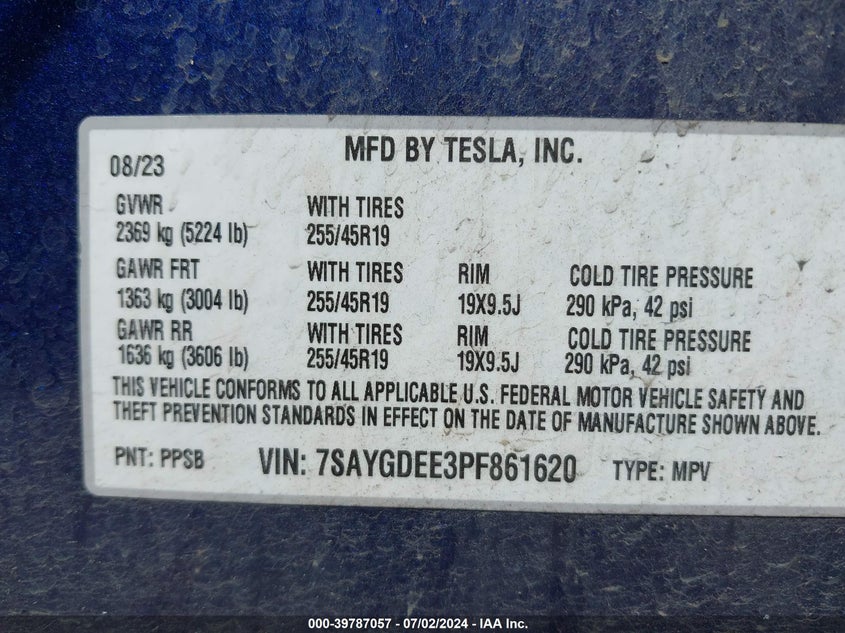 08/23 MFD BY TESLA, INC.
GVWR WITH TIRES
2369 kg (5224 lb) 255/45R19
GAWR FRT WITH TIRES RIM COLD TIRE PRESSURE
1363 kg (3004 lb) 255/45R19 19X9.5J 290 kPa, 42 psi
GAWR RR WITH TIRES RIM COLD TIRE PRESSURE
1636 kg (3606 lb) 255/45R19 19X9.5J 290 kPa, 42 psi
THIS VEHICLE CONFORMS TO ALL APPLICABLE U.S. FEDERAL MOTOR VEHICLE SAFETY AND
THEFT PREVENTION STANDARDS IN EFFECT ON THE DATE OF MANUFACTURE SHOWN ABOVE.
PNT: PPSB VIN: 7SAYGDEE3PF861620 TYPE: MPV
000-39787057 - 07/02/2024 - IAA Inc.